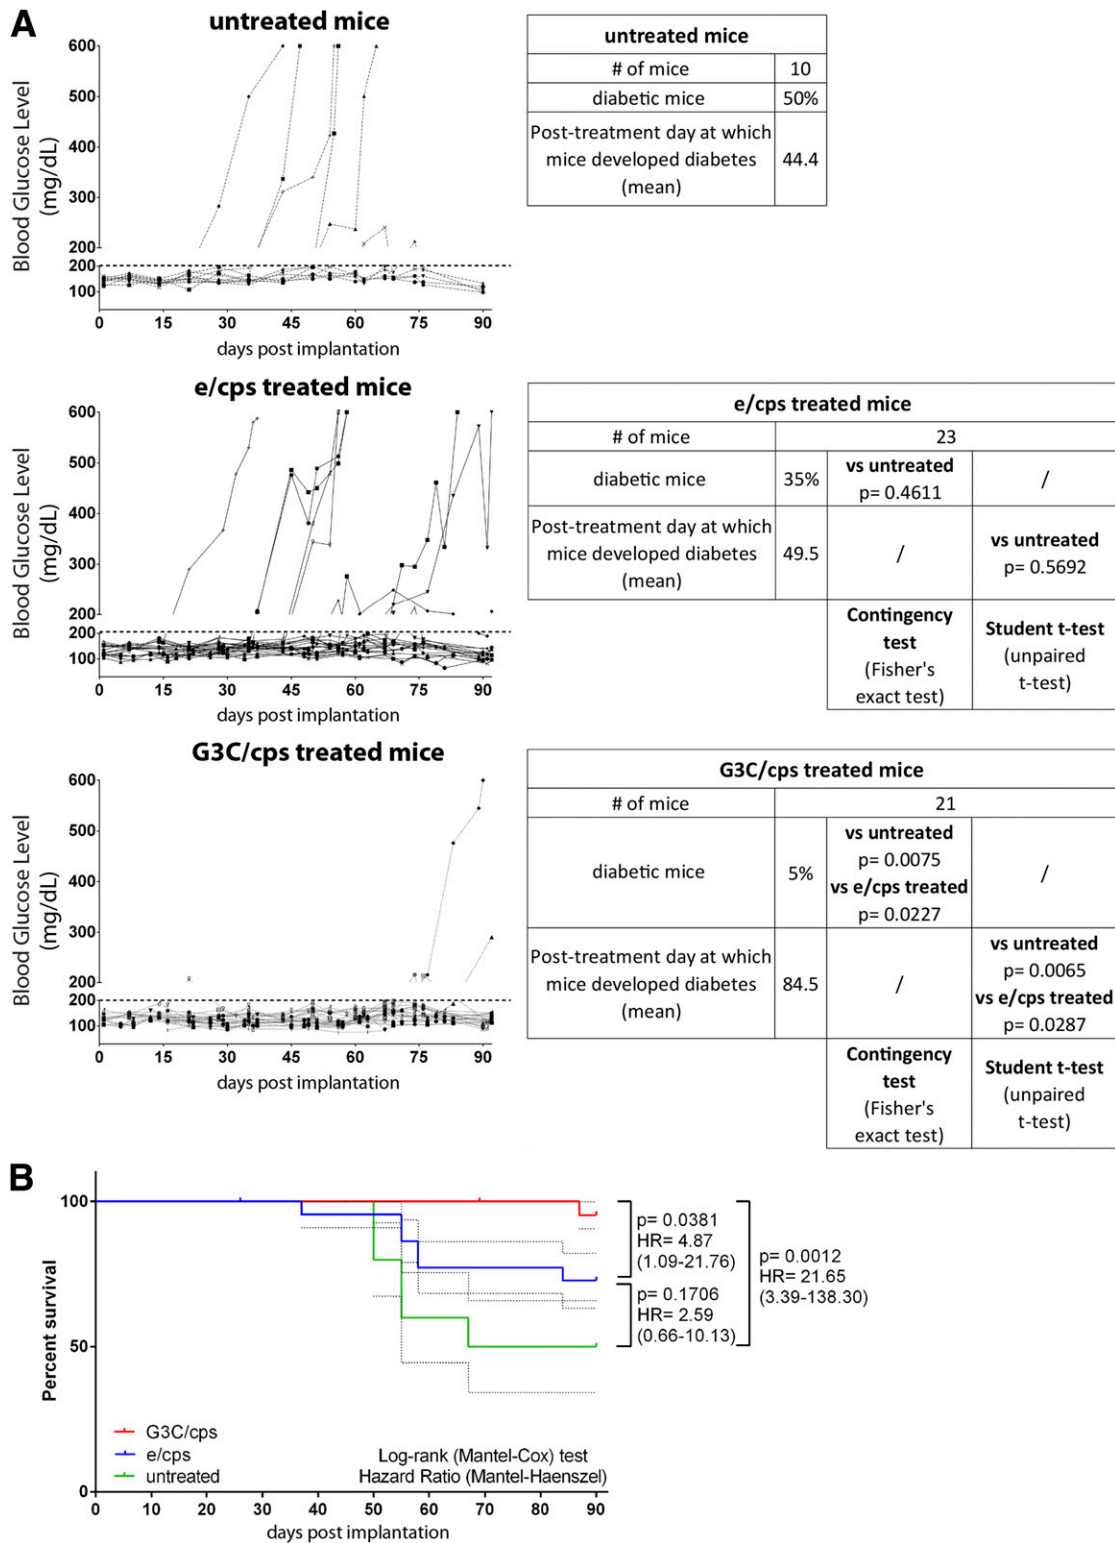 A
untreated mice
600
500
400
300
200
200
100
0
15
30
45
60
75
90
Blood Glucose Level
(mg/dL)
days post implantation
untreated mice
# of mice
10
diabetic mice
50%
Post-treatment day at which
mice developed diabetes
(mean)
44.4
e/cps treated mice
600
500
400
300
200
200
100
0
15
30
45
60
75
90
Blood Glucose Level
(mg/dL)
days post implantation
e/cps treated mice
# of mice
23
diabetic mice
35%
vs untreated
p= 0.4611
/
Post-treatment day at which
mice developed diabetes
(mean)
49.5
/
vs untreated
p= 0.5692
Contingency
test
(Fisher's
exact test)
Student t-test
(unpaired
t-test)
G3C/cps treated mice
600
500
400
300
200
200
100
0
15
30
45
60
75
90
Blood Glucose Level
(mg/dL)
days post implantation
G3C/cps treated mice
# of mice
21
diabetic mice
5%
vs untreated
p= 0.0075
vs e/cps treated
p= 0.0227
/
Post-treatment day at which
mice developed diabetes
(mean)
84.5
/
vs untreated
p= 0.0065
vs e/cps treated
p= 0.0287
Contingency
test
(Fisher's
exact test)
Student t-test
(unpaired
t-test)
B
100
50
0
Percent survival
p= 0.0381
HR= 4.87
(1.09-21.76)
p= 0.1706
HR= 2.59
(0.66-10.13)
p= 0.0012
HR= 21.65
(3.39-138.30)
G3C/cps
e/cps
untreated
Log-rank (Mantel-Cox) test
Hazard Ratio (Mantel-Haenszel)
0
10
20
30
40
50
60
70
80
90
days post implantation